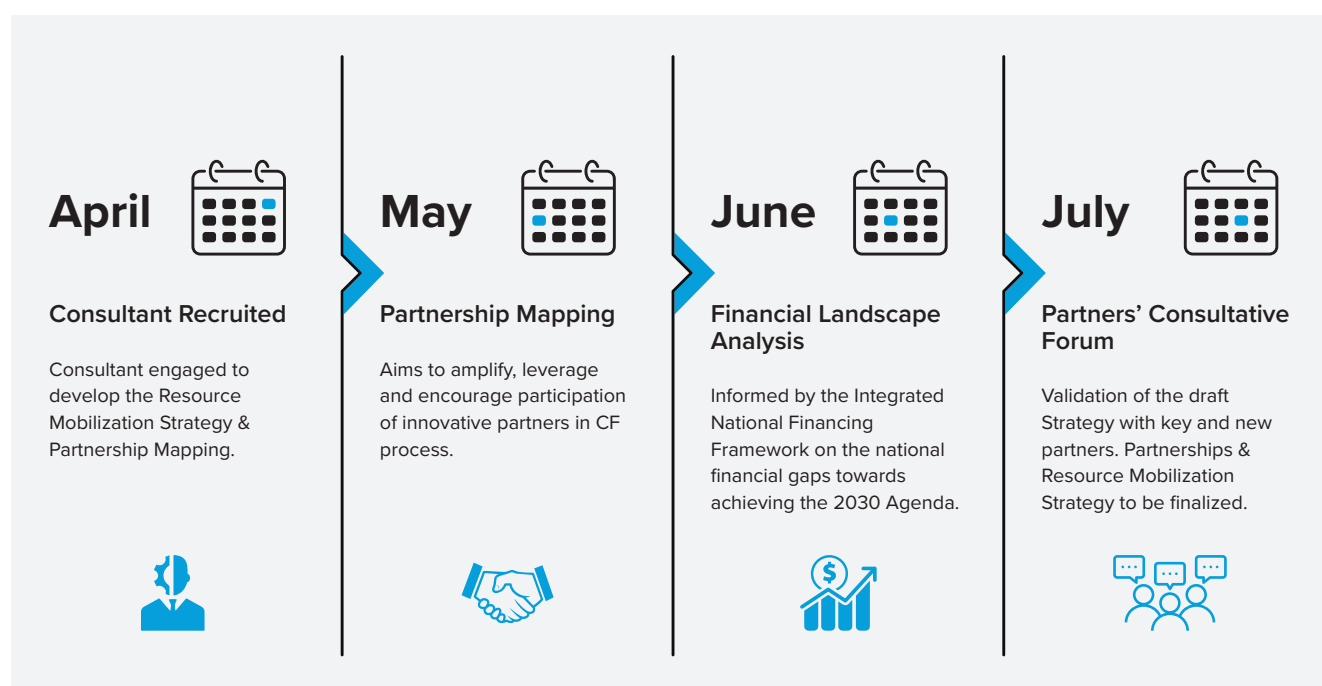 April
Consultant Recruited
Consultant engaged to
develop the Resource
Mobilization Strategy &
Partnership Mapping.
May
Partnership Mapping
Aims to amplify, leverage
and encourage participation
of innovative partners in CF
process.
June
Financial Landscape
Analysis
Informed by the Integrated
National Financing
Framework on the national
financial gaps towards
achieving the 2030 Agenda.
$
July
Partners’ Consultative
Forum
Validation of the draft
Strategy with key and new
partners. Partnerships &
Resource Mobilization
Strategy to be finalized.